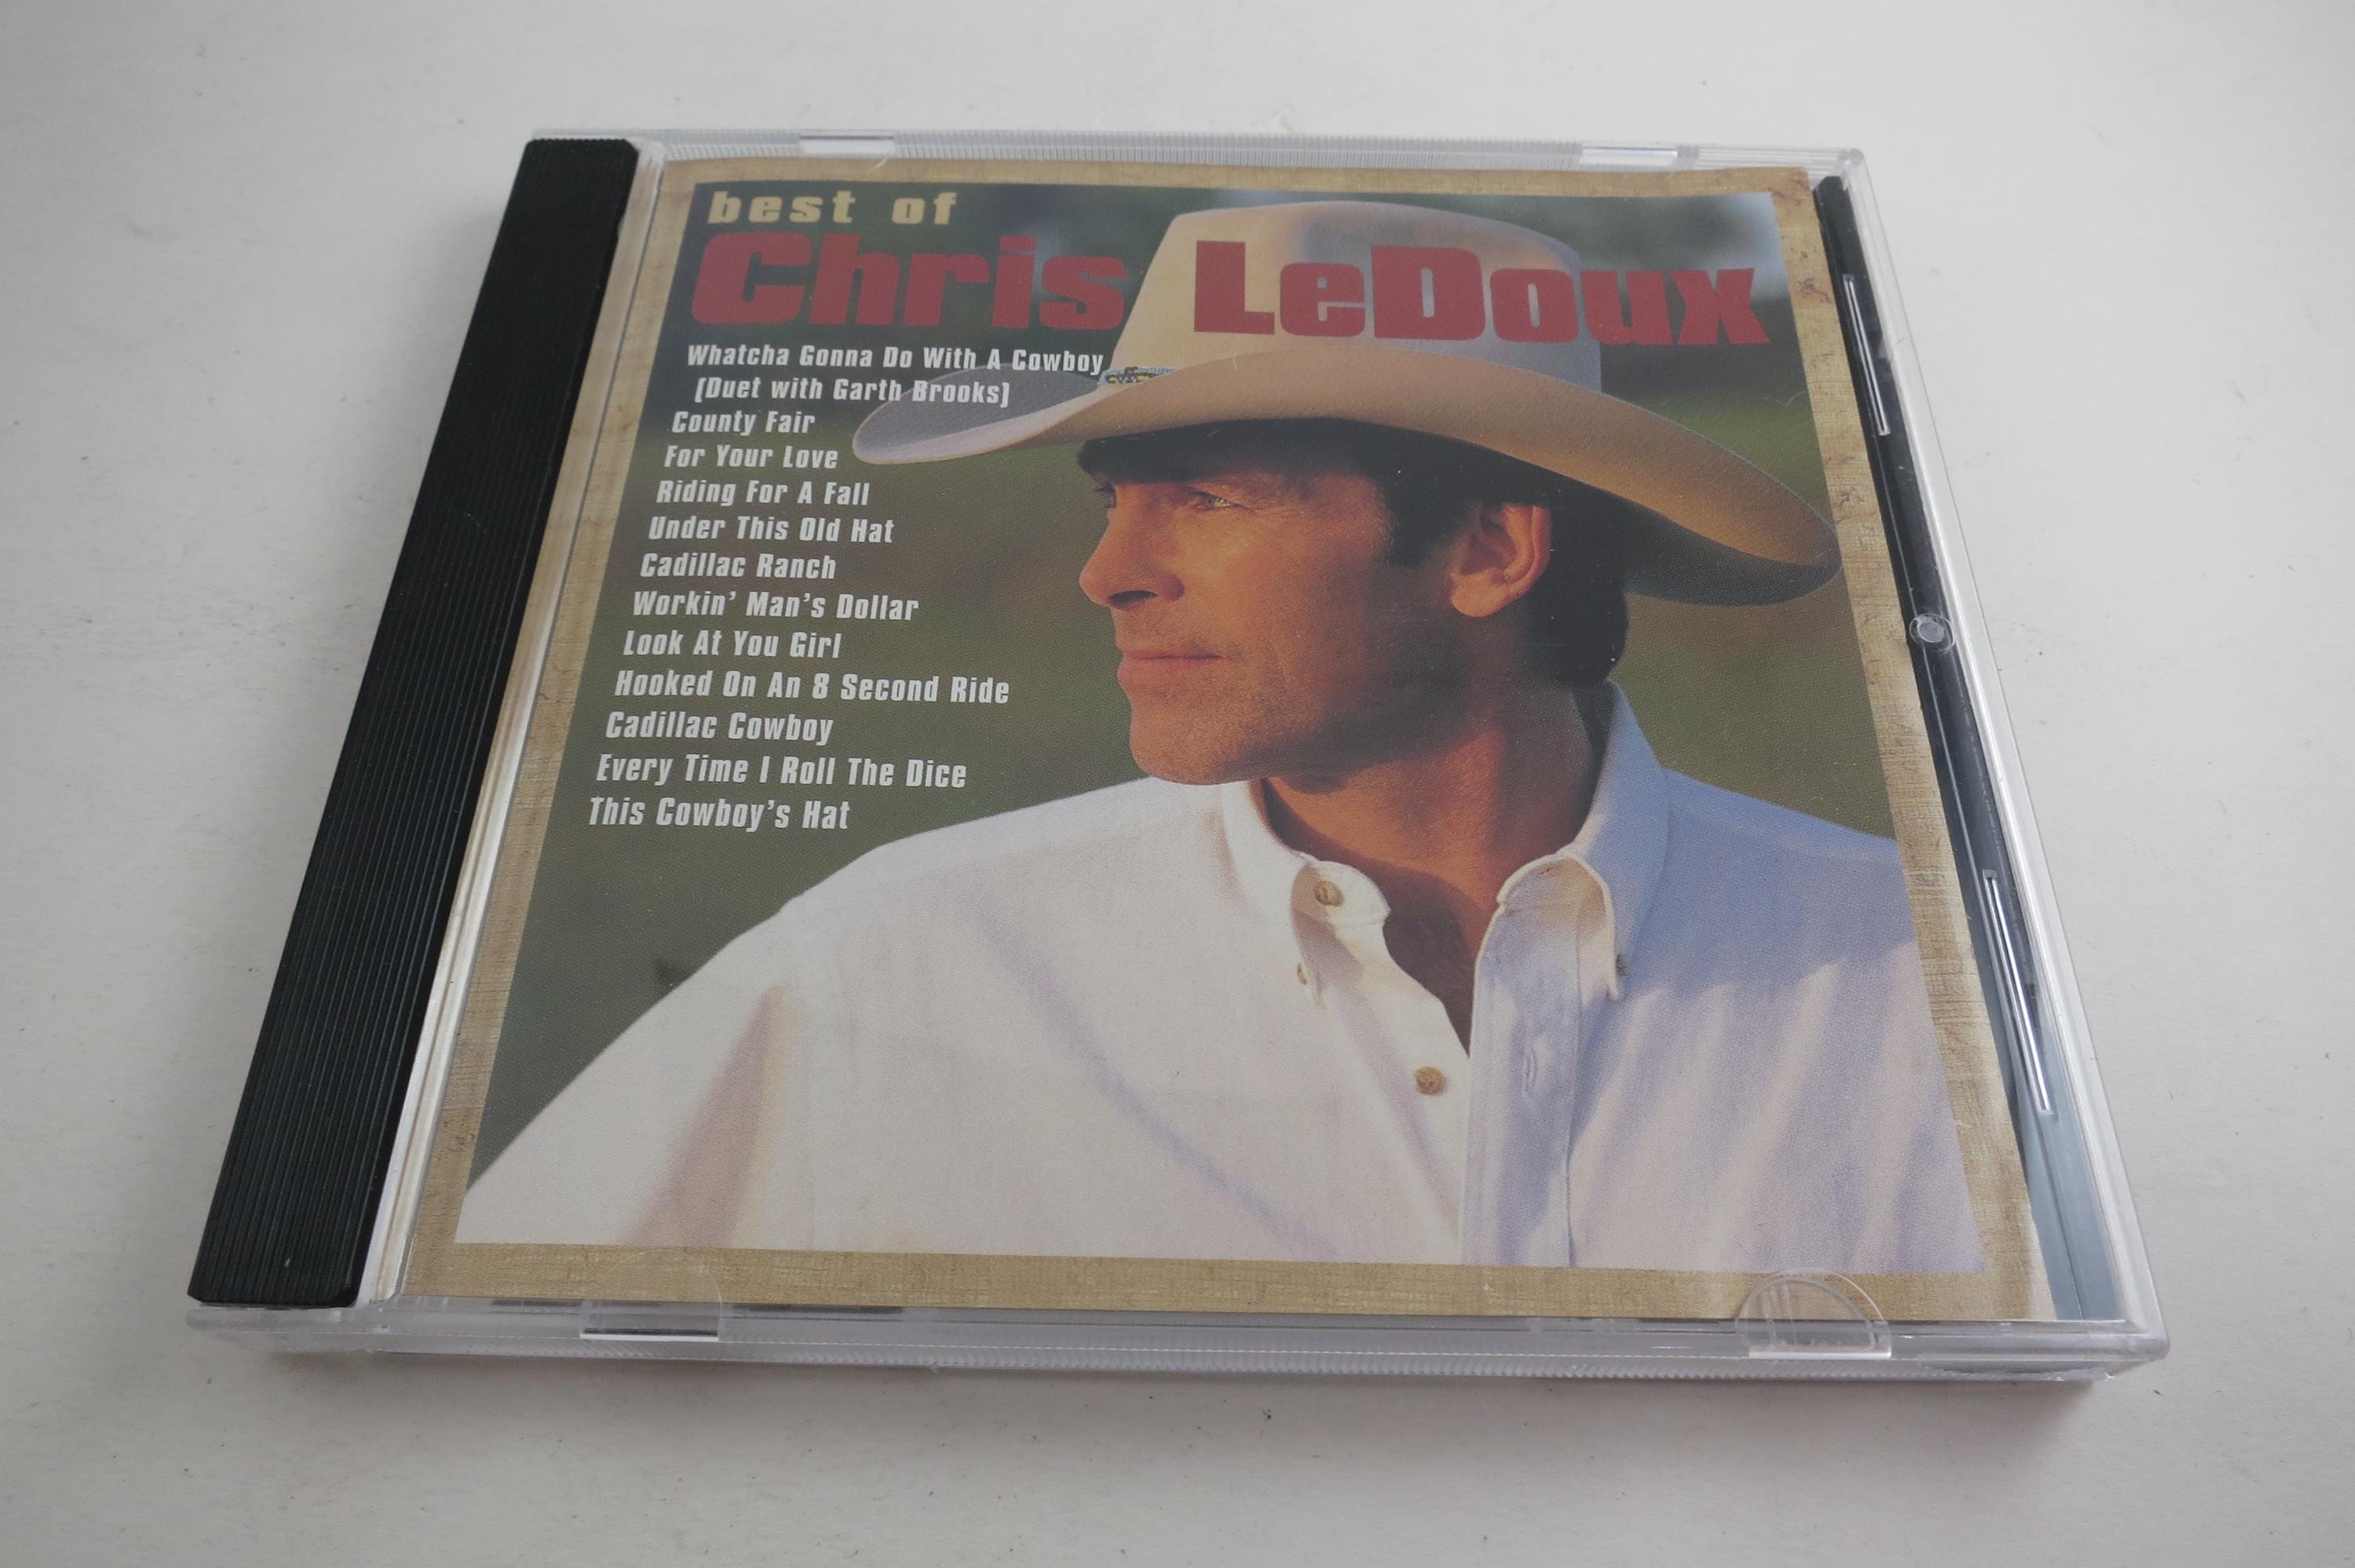 best of
Chris LeDoux
Whatcha Gonna Do With A Cowboy
(Duet with Garth Brooks)
County Fair
For Your Love
Riding For A Fall
Under This Old Hat
Cadillac Ranch
Workin' Man's Dollar
Look At You Girl
Hooked On An 8 Second Ride
Cadillac Cowboy
Every Time I Roll The Dice
This Cowboy's Hat